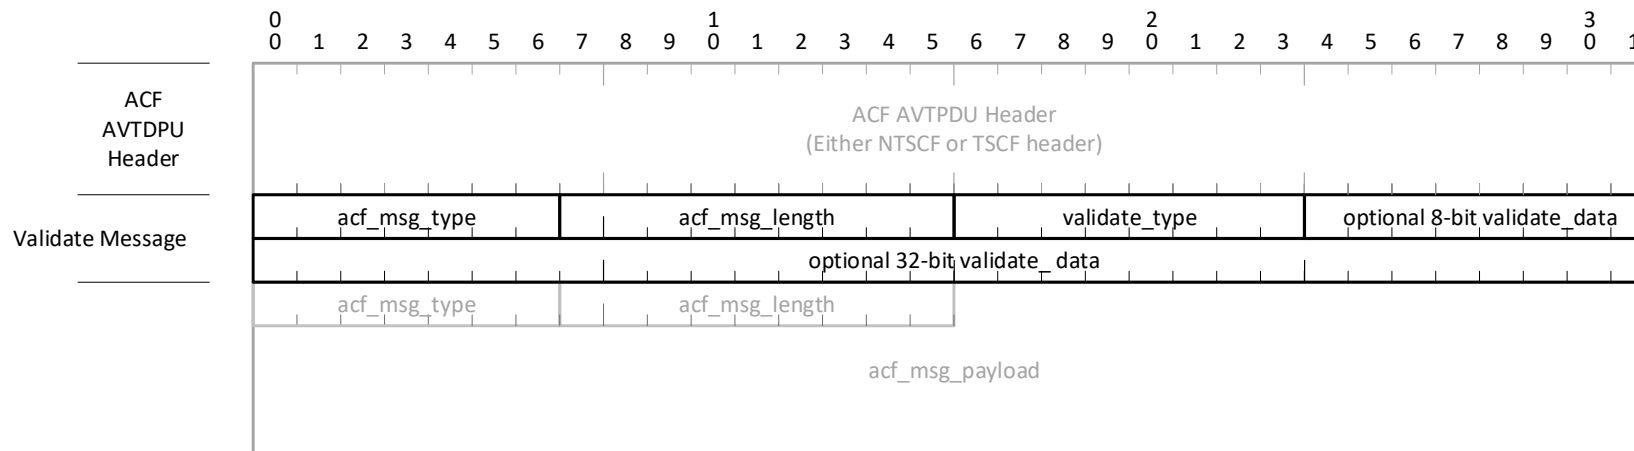 0 1 2 3
0 1 2 3 4 5 6 7 8 9 0 1 2 3 4 5 6 7 8 9 0 1 2 3 4 5 6 7 8 9 0 1
ACF
AVTDPU
Header
ACF AVTPDU Header
(Either NTSCF or TSCF header)
Validate Message
acf_msg_type acf_msg_length validate_type optional 8-bit validate_data
optional 32-bit validate_ data
acf_msg_type acf_msg_length
acf_msg_payload